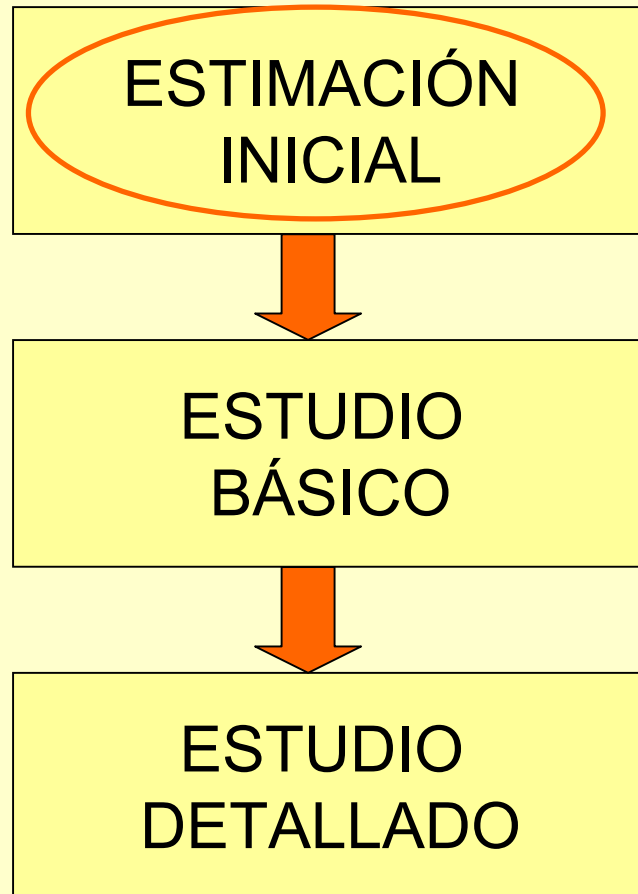 ESTIMACIÓN
INICIAL
ESTUDIO
BÁSICO
ESTUDIO
DETALLADO